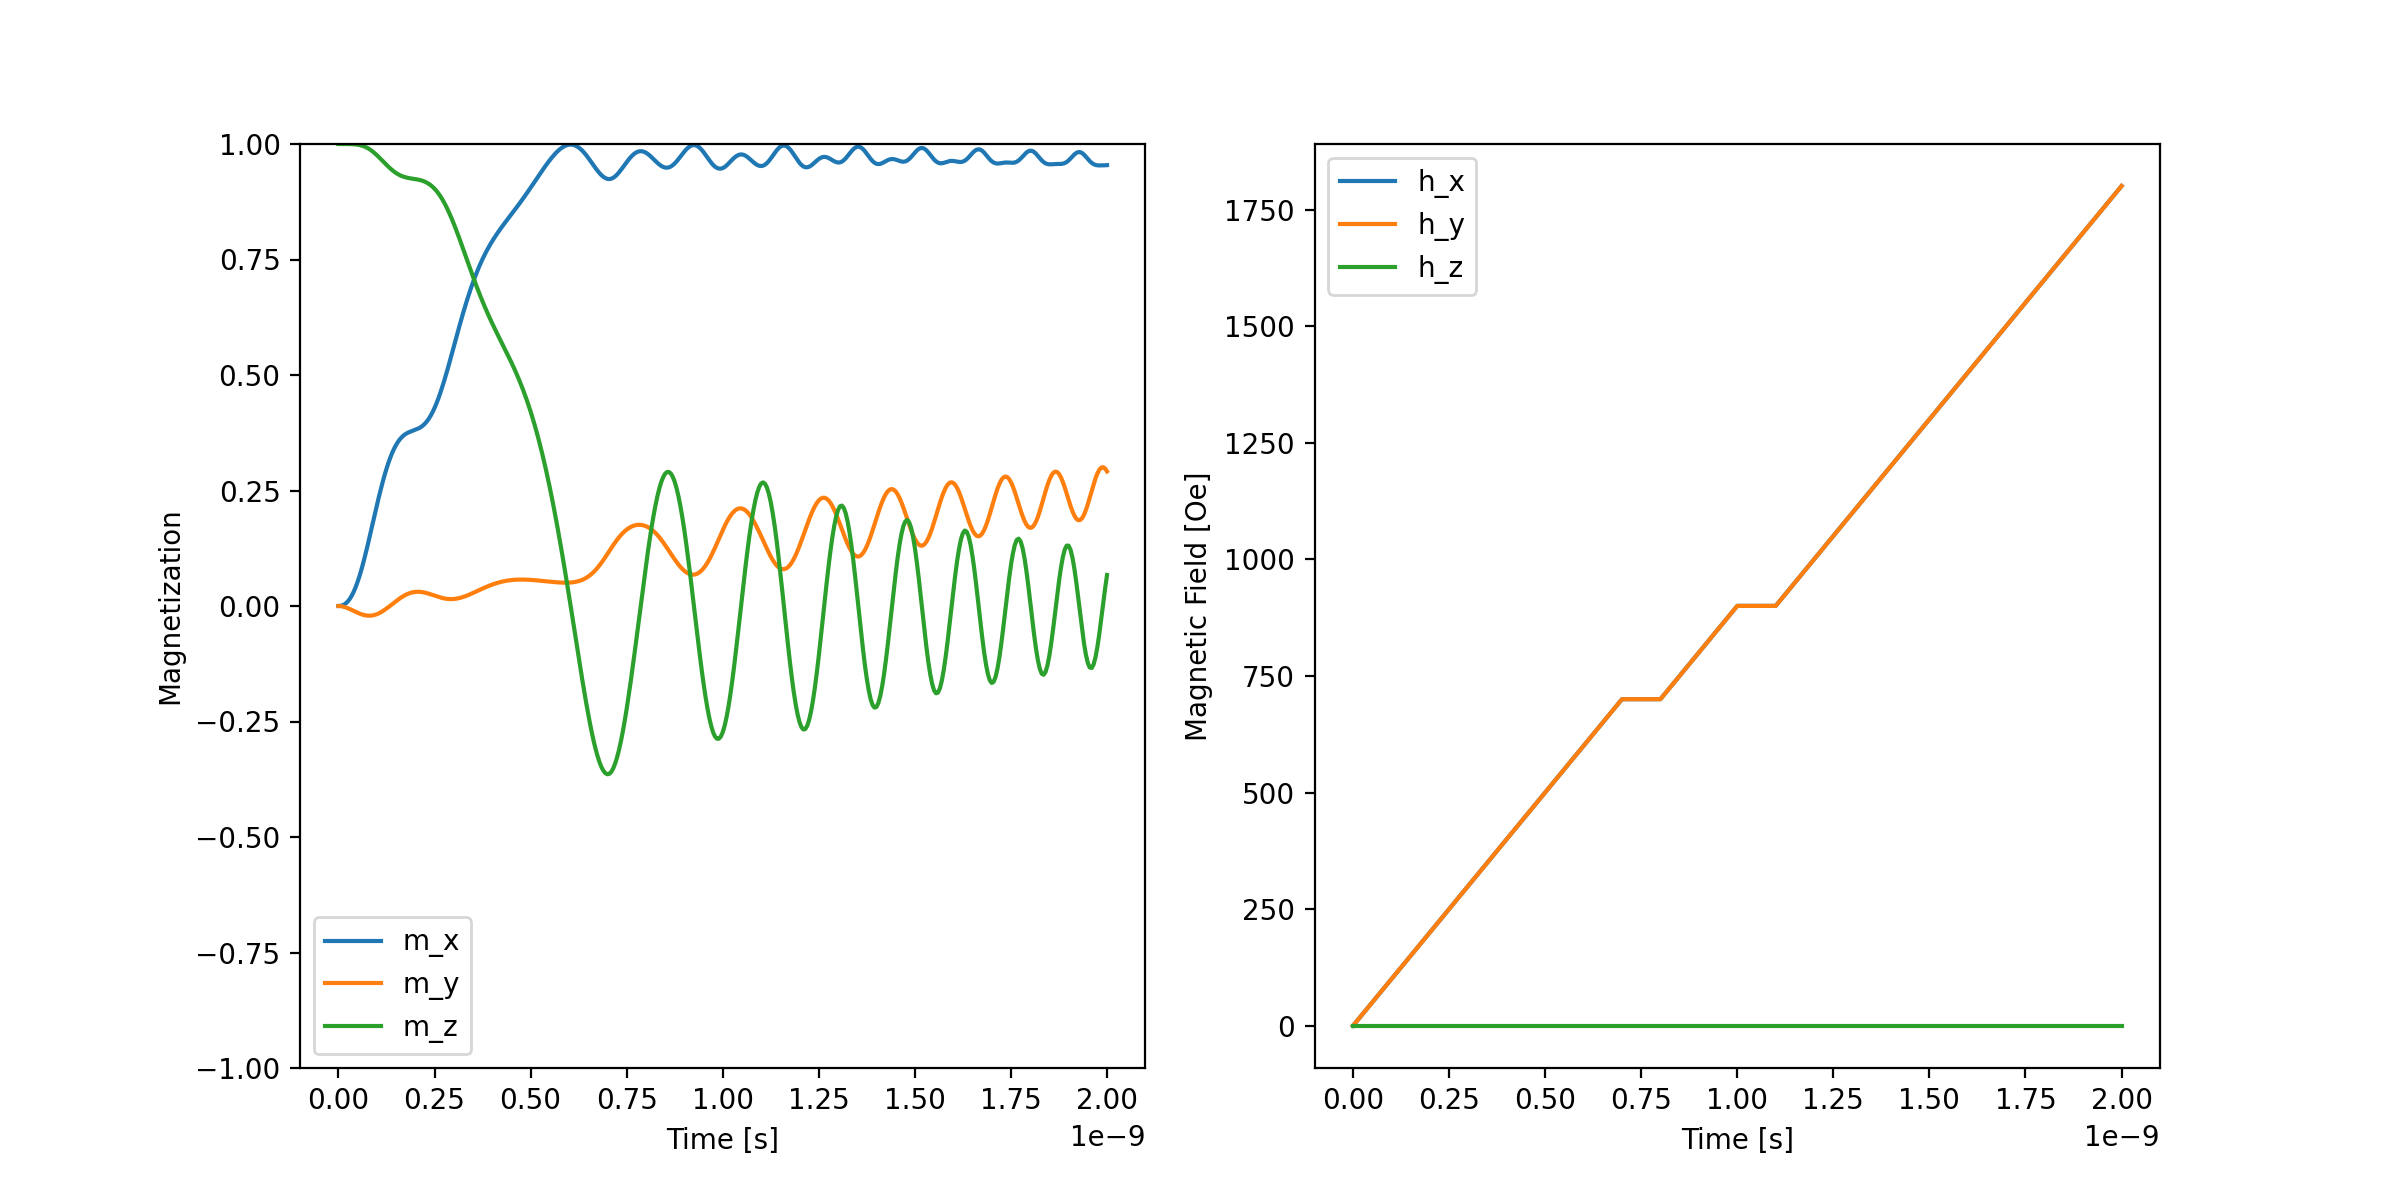 Magnetization
1.00
0.75
0.50
0.25
0.00
−0.25
−0.50
−0.75
−1.00
m_x
m_y
m_z
0.00 0.25 0.50 0.75 1.00 1.25 1.50 1.75 2.00
Time [s]
1e−9
Magnetic Field [Oe]
1750
1500
1250
1000
750
500
250
0
h_x
h_y
h_z
0.00 0.25 0.50 0.75 1.00 1.25 1.50 1.75 2.00
Time [s]
1e−9